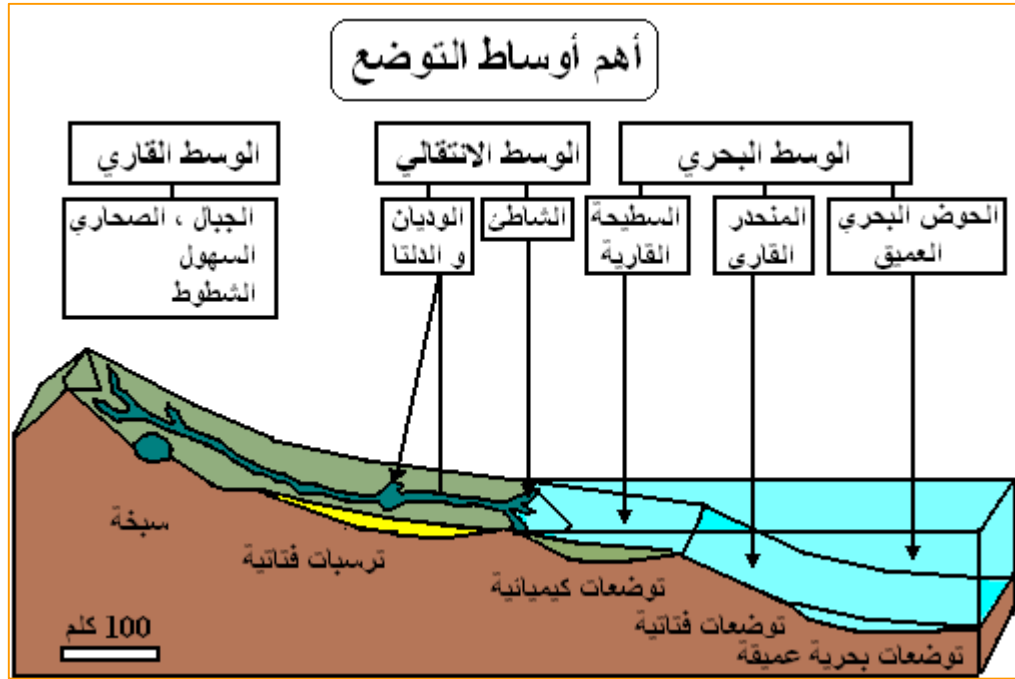 أهم أوساط التوضع
الوسط البحري
الوسط الانتقالي
الوسط القاري
الحوض البحري
العميق
المنحدر
القاري
السطيحة
القارية
الشاطئ
الوديان
و الدلتا
الجبال ، الصحاري
السهول
الشطوط
سبخة
ترسبات فتاتية
توضعات كيميائية
توضعات فتاتية
توضعات بحرية عميقة
100 كلم